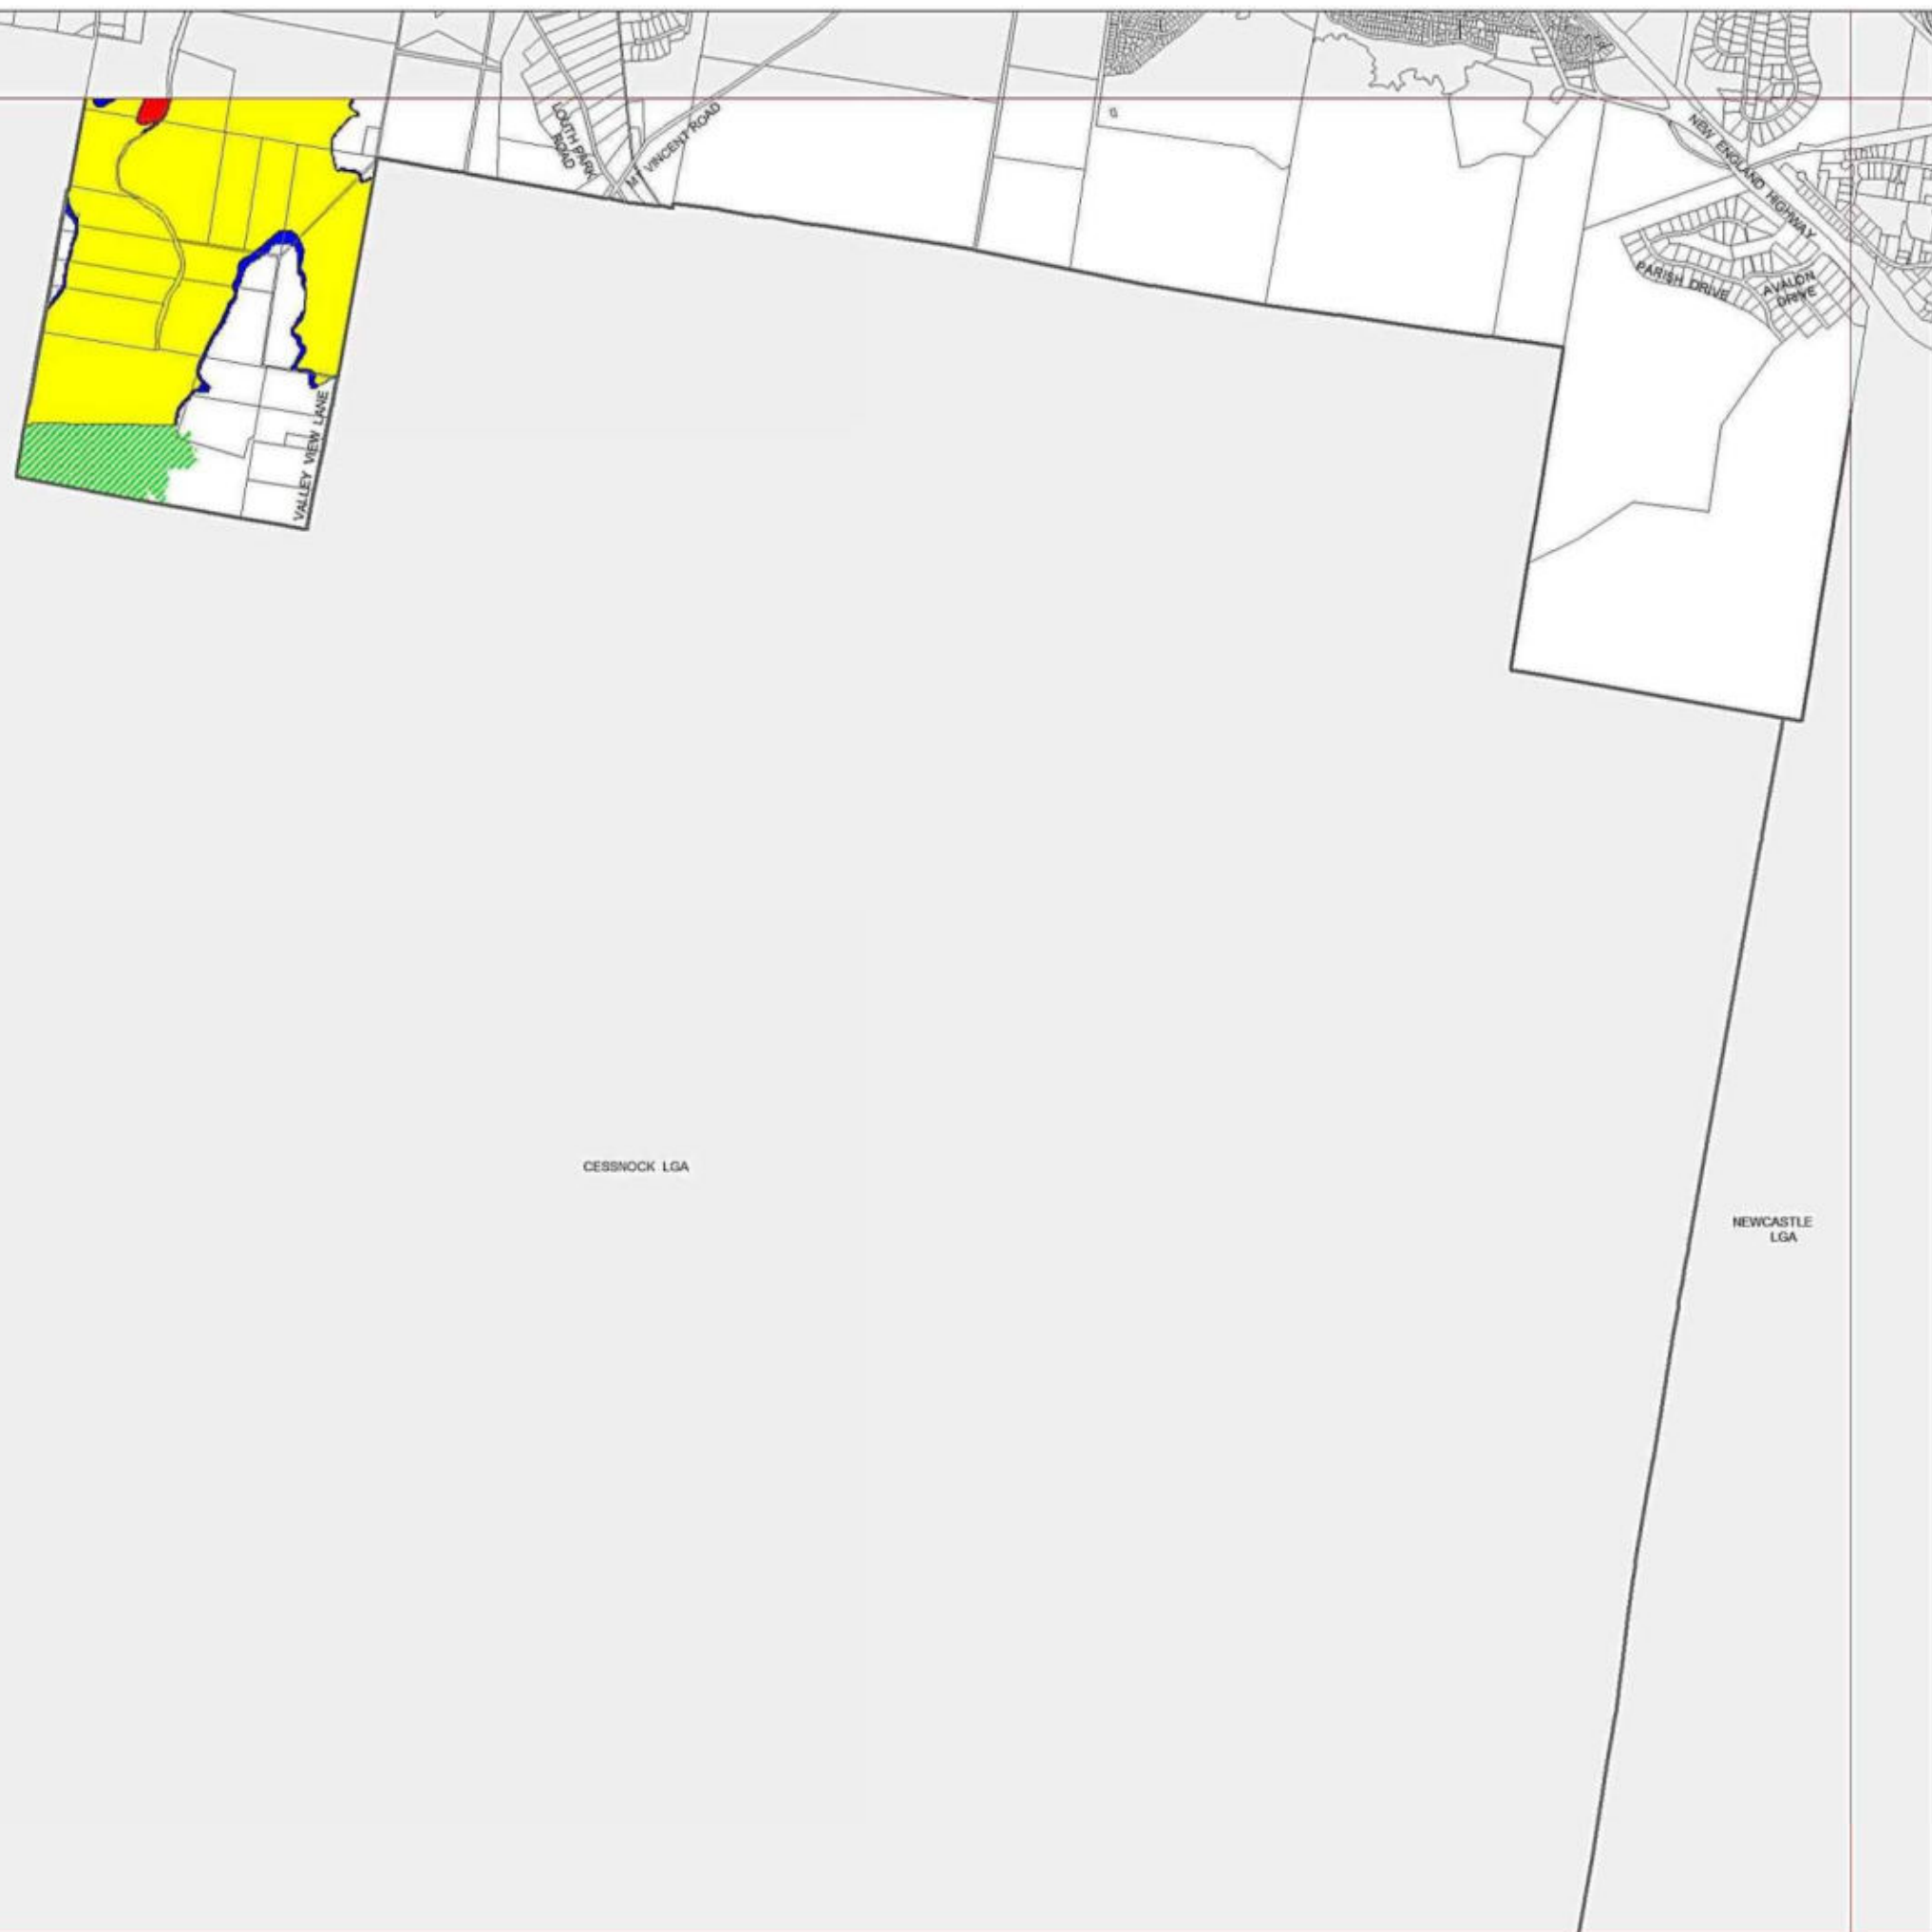 LOUTH PARK
ROAD
MT VINCENT ROAD
NEW ENGLAND HIGHWAY
PARISH DRIVE
AVALON
DRIVE
VALLEY VIEW LANE
CESSNOCK LGA
NEWCASTLE
LGA